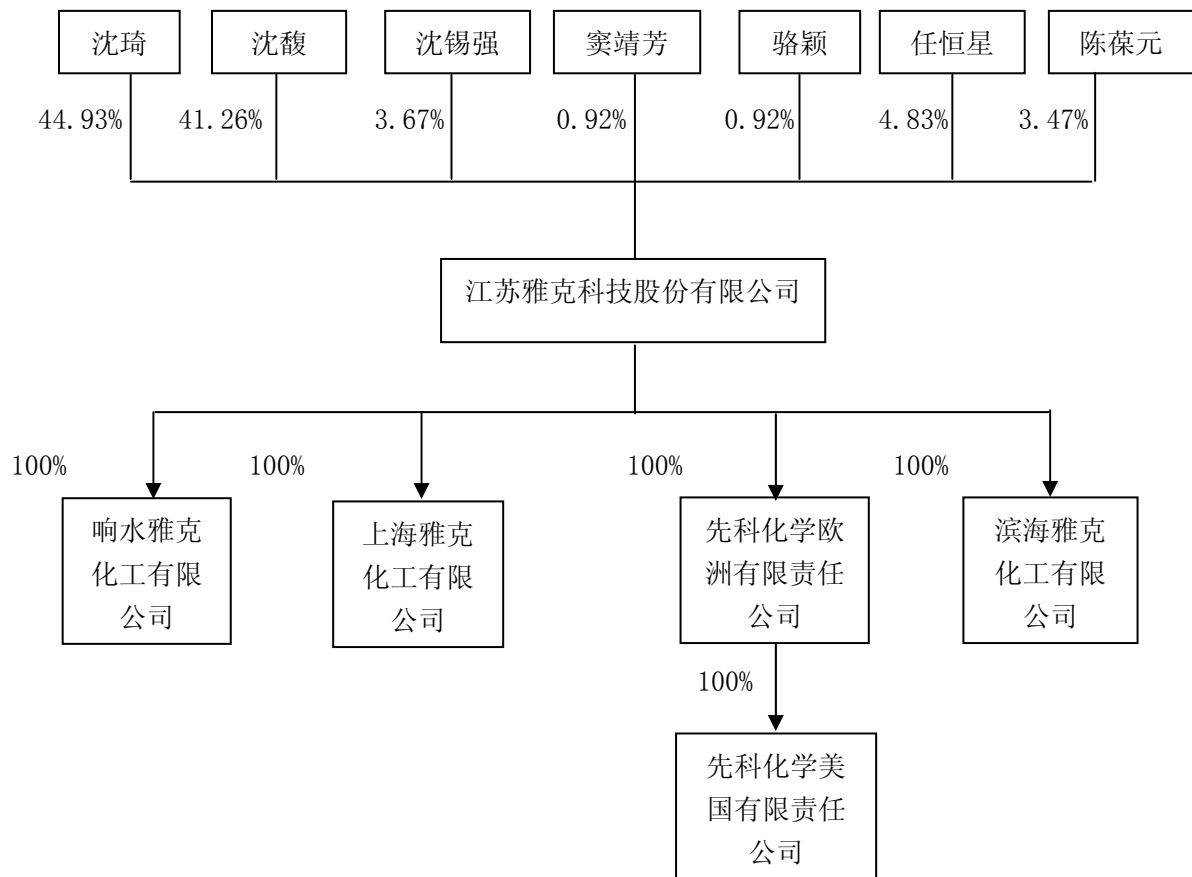 沈琦 沈馥 沈锡强 窦靖芳 骆颖 任恒星 陈葆元
44.93% 41.26% 3.67% 0.92% 0.92% 4.83% 3.47%
江苏雅克科技股份有限公司
100% 100% 100% 100%
响水雅克
化工有限
公司
上海雅克
化工有限
公司
先科化学欧
洲有限责任
公司
滨海雅克
化工有限
公司
100%
先科化学美
国有限责任
公司